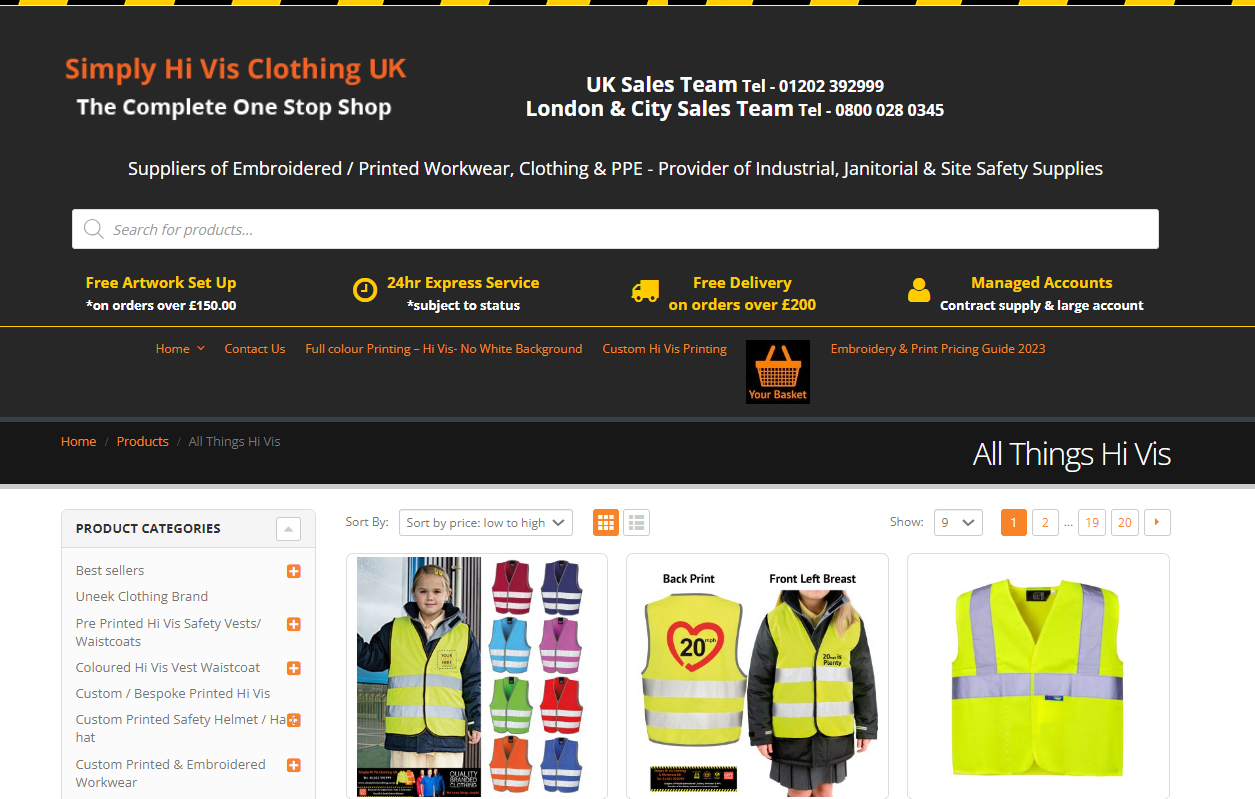 Simply Hi Vis Clothing UK
The Complete One Stop Shop
UK Sales Team Tel - 01202 392999
London & City Sales Team Tel - 0800 028 0345
Suppliers of Embroidered / Printed Workwear, Clothing & PPE - Provider of Industrial, Janitorial & Site Safety Supplies
Search for products...
Free Artwork Set Up
*on orders over £150.00
24hr Express Service
*subject to status
Free Delivery
on orders over £200
Managed Accounts
Contract supply & large account
Home
Contact Us
Full colour Printing – Hi Vis- No White Background
Custom Hi Vis Printing
Your Basket
Embroidery & Print Pricing Guide 2023
Home / Products / All Things Hi Vis
All Things Hi Vis
PRODUCT CATEGORIES
Best sellers
Uneek Clothing Brand
Pre Printed Hi Vis Safety Vests/
Waistcoats
Coloured Hi Vis Vest Waistcoat
Custom / Bespoke Printed Hi Vis
Custom Printed Safety Helmet / Ha
hat
Custom Printed & Embroidered
Workwear
Sort By:
Sort by price: low to high
Show:
9
1
2
...
19
20
YOUR
HERE
Simply Hi Vis Clothing UK
QUALITY
BRANDED
CLOTHING
Back Print
Front Left Breast
20 mph
20mph is
Plenty